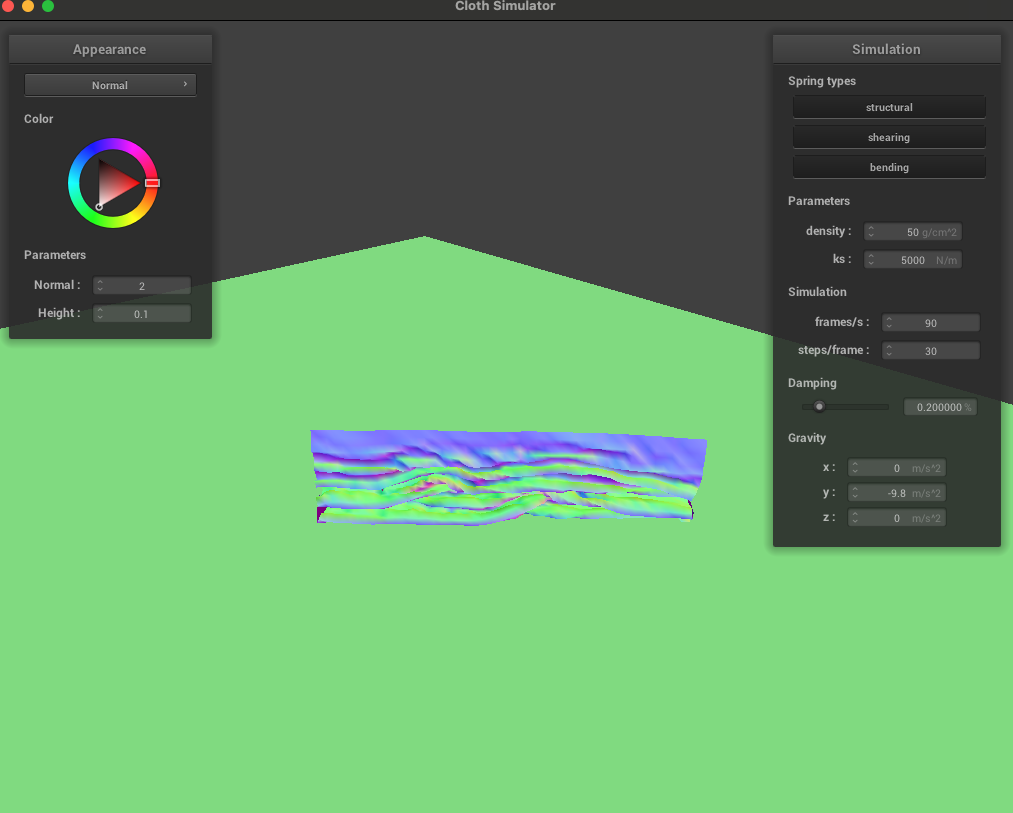 Cloth Simulator
Appearance
Normal
Color
Parameters
Normal : 2
Height : 0.1
Simulation
Spring types
structural
shearing
bending
Parameters
density : 50 g/cm^2
ks : 5000 N/m
Simulation
frames/s : 90
steps/frame : 30
Damping
0.200000 %
Gravity
x : 0 m/s^2
y : -9.8 m/s^2
z : 0 m/s^2